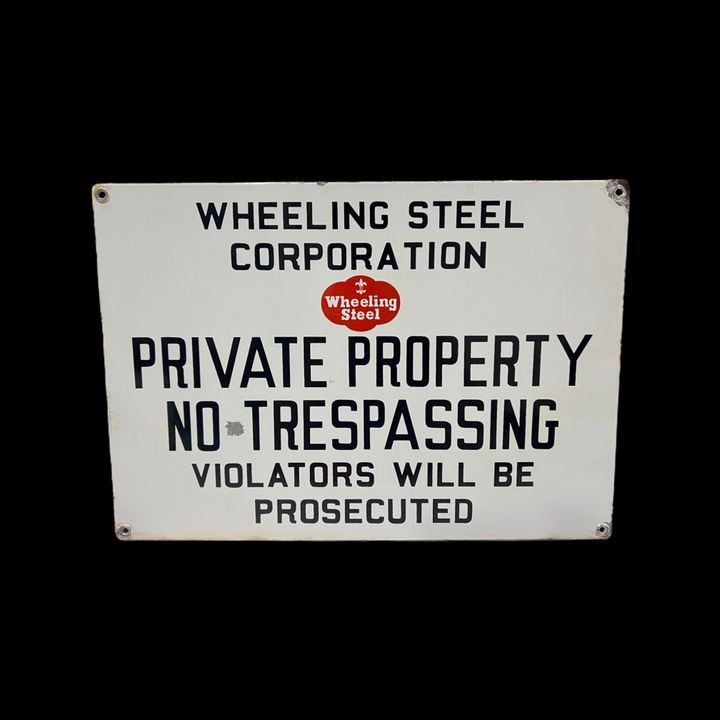 WHEELING STEEL
CORPORATION
Wheeling
Steel
PRIVATE PROPERTY
NO TRESPASSING
VIOLATORS WILL BE
PROSECUTED